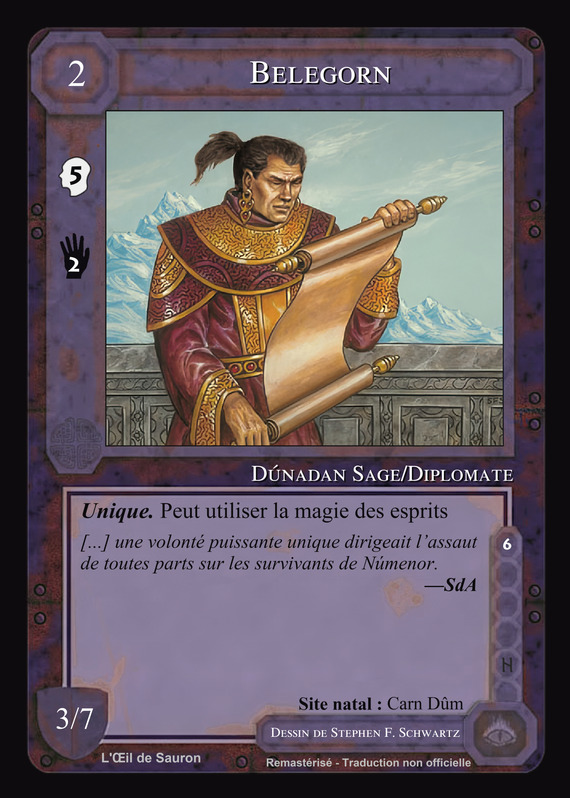 2
BELEGORN
5
2
DÚNADAN SAGE/DIPLOMATE
Unique. Peut utiliser la magie des esprits
[...] une volonté puissante unique dirigeait l'assaut
de toutes parts sur les survivants de Númenor.
—SdA
6
Site natal : Carn Dûm
3/7
DESSIN DE STEPHEN F. SCHWARTZ
L'Œil de Sauron
Remastérisé - Traduction non officielle